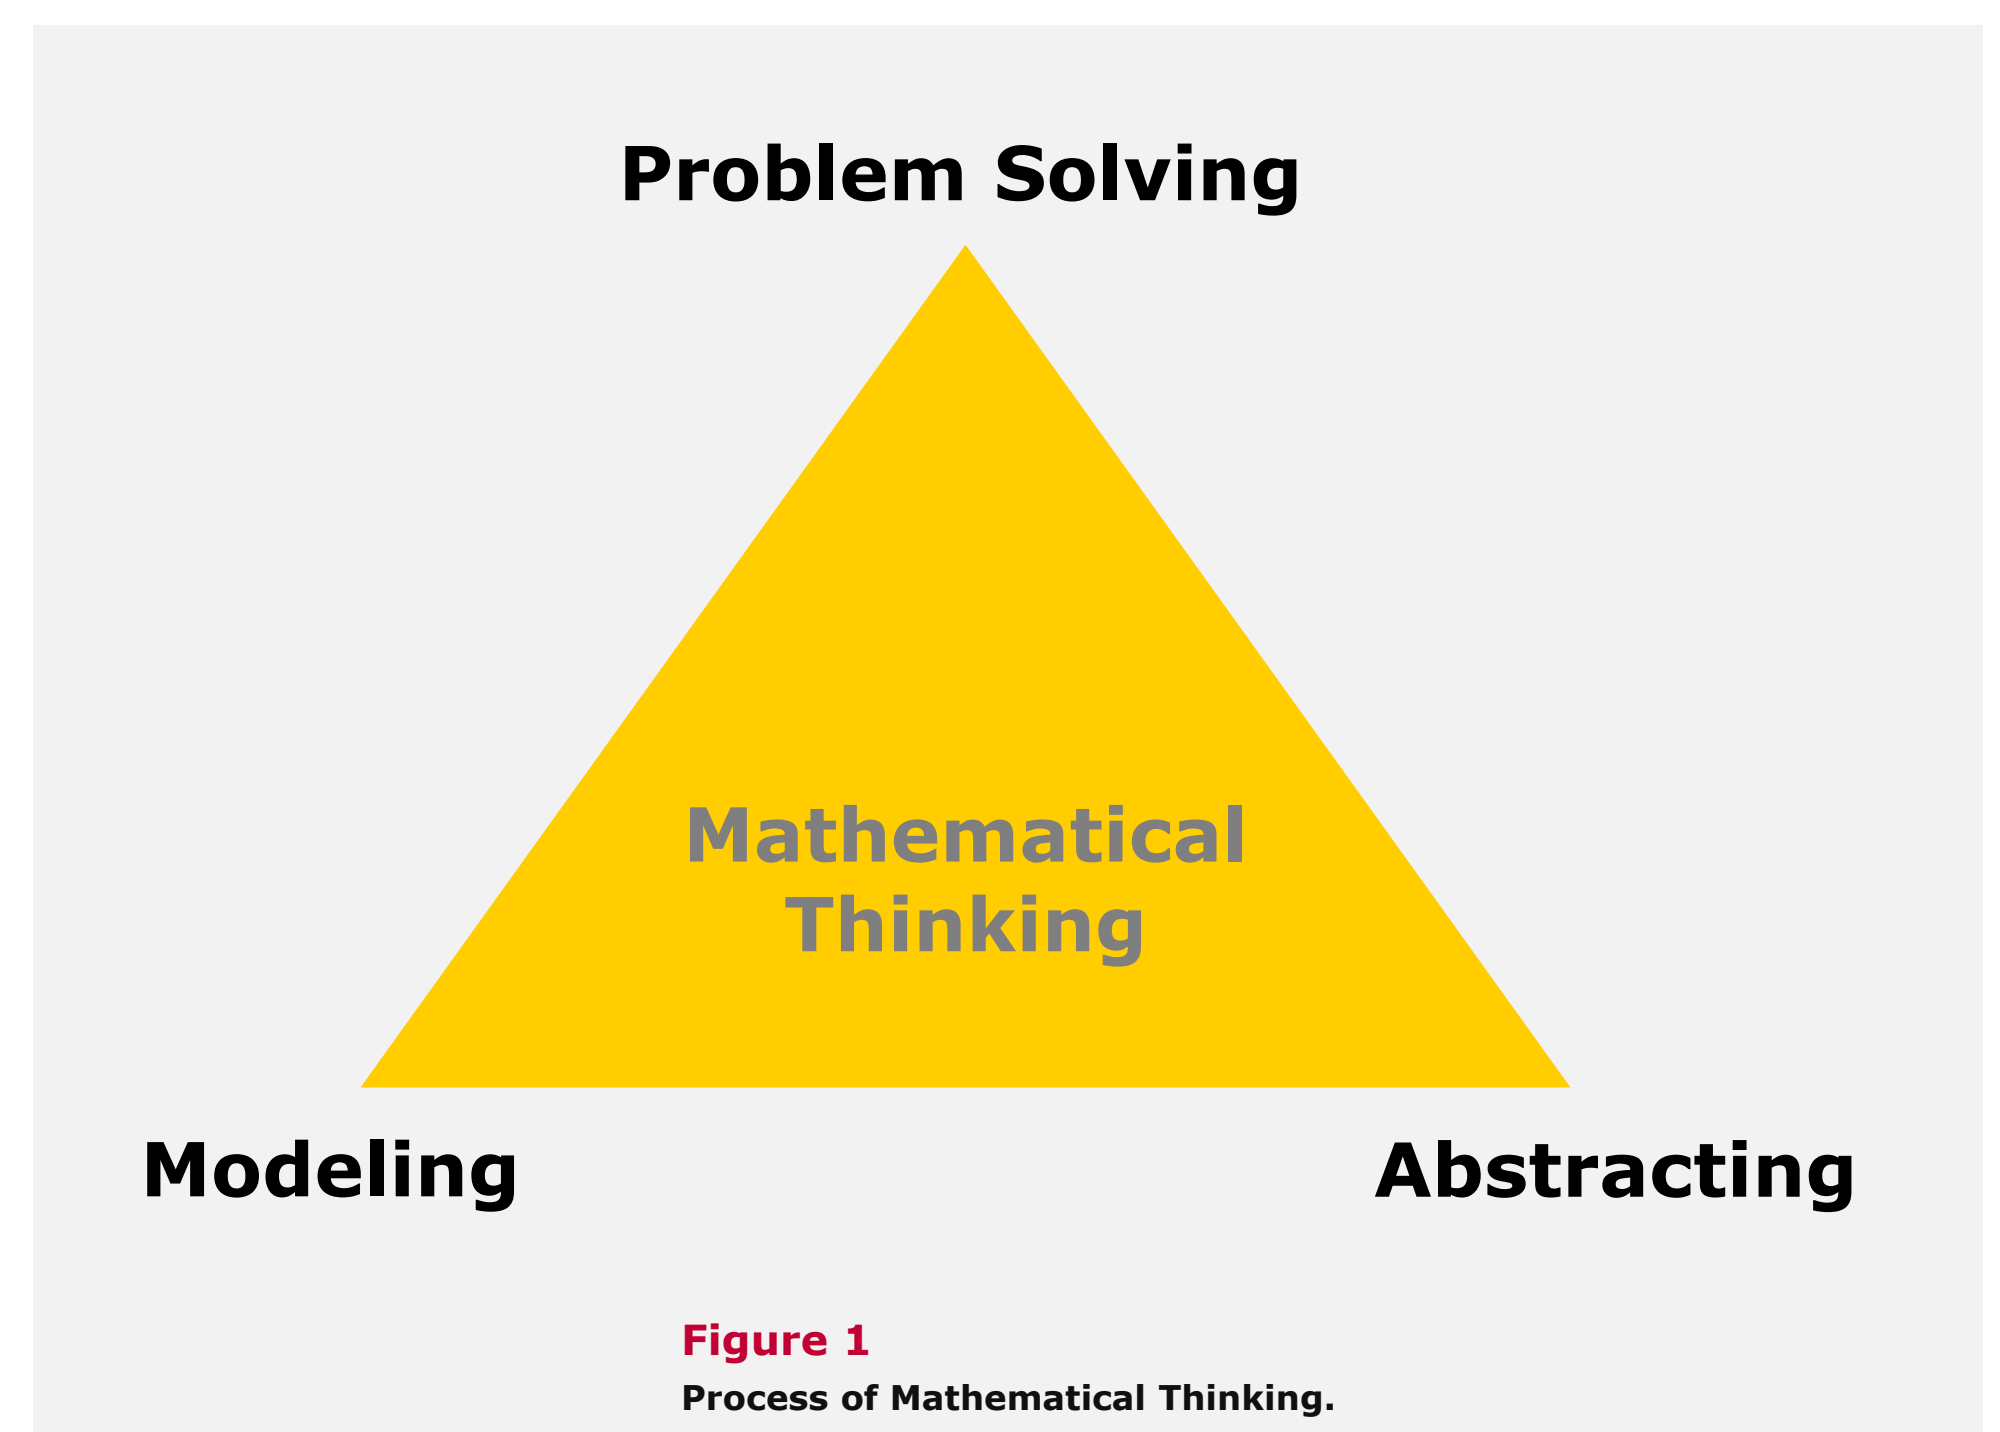 Problem Solving
Mathematical
Thinking
Modeling
Abstracting
Figure 1
Process of Mathematical Thinking.